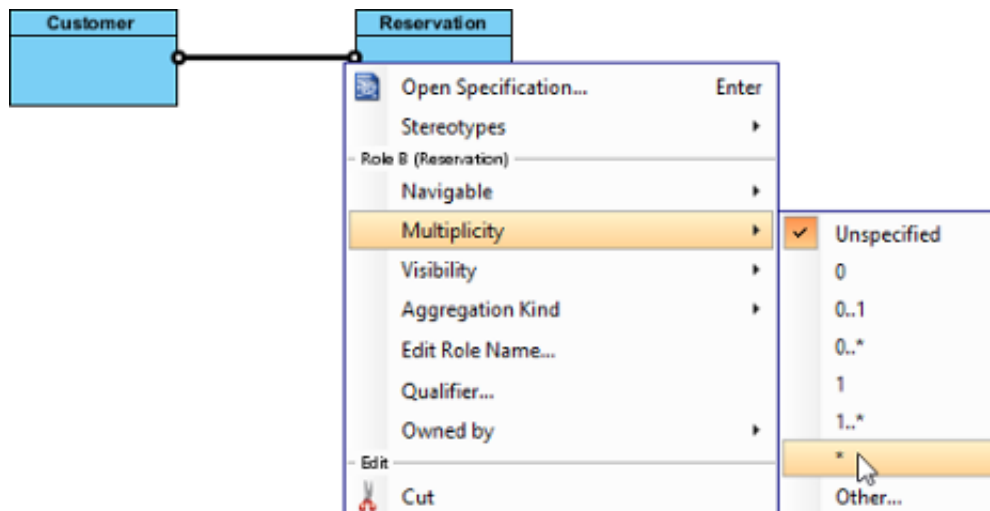 Customer
Reservation
Open Specification... Enter
Stereotypes
Role B (Reservation)
Navigable
Multiplicity
Visibility
Aggregation Kind
Edit Role Name...
Qualifier...
Owned by
Edit
Cut
Unspecified
0
0..1
0..*
1
1..*
*
Other...